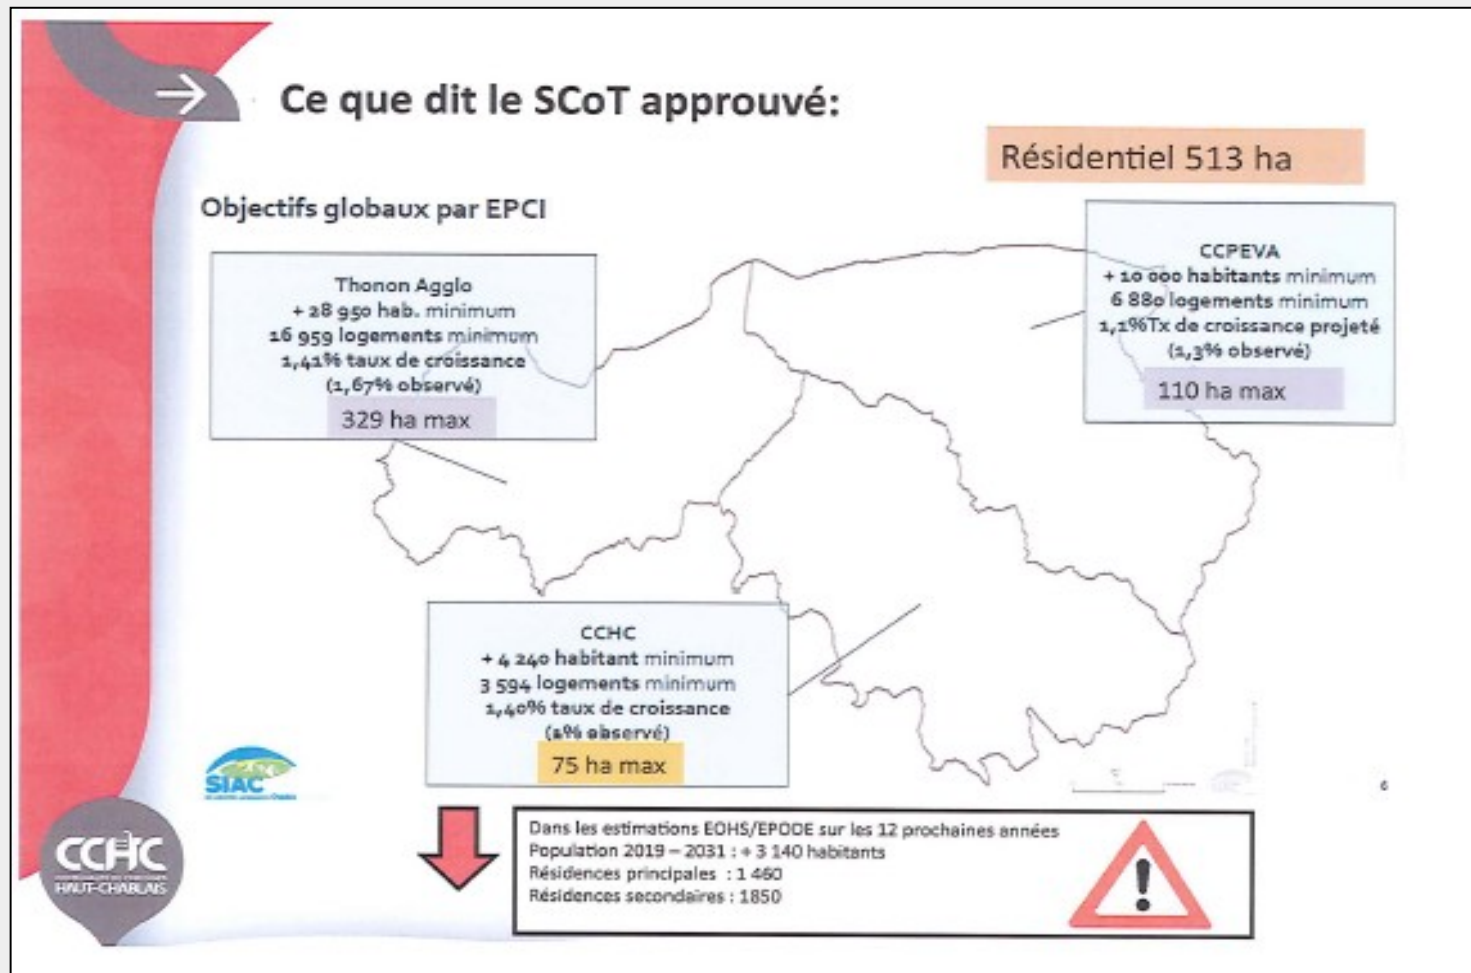 Ce que dit le SCoT approuvé:
Résidentiel 513 ha
Objectifs globaux par EPCI
Thonon Agglo
+ 28 950 hab. minimum
16 959 logements minimum
1,41% taux de croissance
(1,67% observé)
329 ha max
CCPEVA
+ 10 000 habitants minimum
6 880 logements minimum
1,1%Tx de croissance projeté
(1,3% observé)
110 ha max
CCHC
+ 4 240 habitant minimum
3 594 logements minimum
1,40% taux de croissance
(1% observé)
75 ha max
SIAC
6
Dans les estimations EOHS/EPODE sur les 12 prochaines années
Population 2019 – 2031 : + 3 140 habitants
Résidences principales : 1 460
Résidences secondaires : 1850
CCHC
HAUT-CHABLAIS